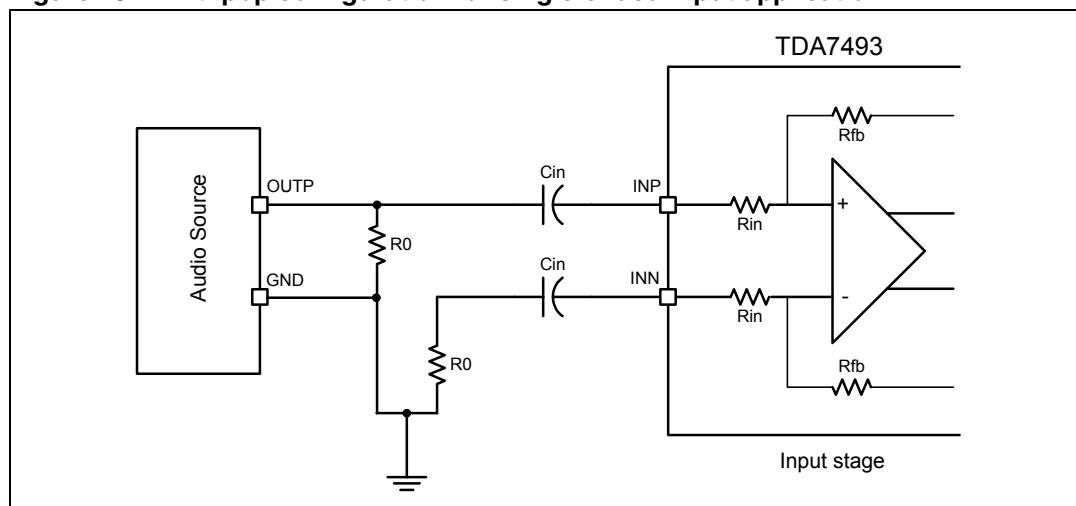 TDA7493
Rfb
Audio Source
OUTP
Cin
INP
Rin
+
R0
GND
Cin
INN
Rin
-
R0
Rfb
Input stage